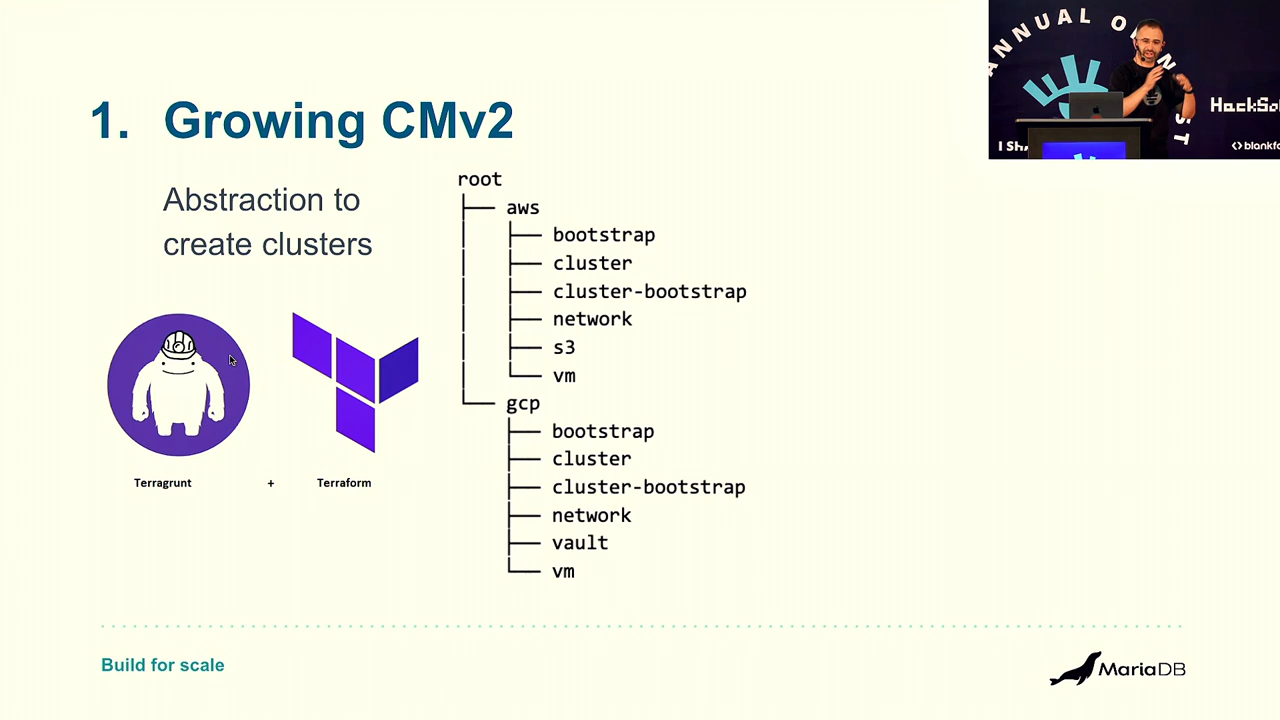 1. Growing CMv2
Abstraction to
create clusters
Terragrunt + Terraform
root
├── aws
│   ├── bootstrap
│   ├── cluster
│   ├── cluster-bootstrap
│   ├── network
│   ├── s3
│   └── vm
└── gcp
    ├── bootstrap
    ├── cluster
    ├── cluster-bootstrap
    ├── network
    ├── vault
    └── vm
Build for scale
MariaDB
ANNUAL